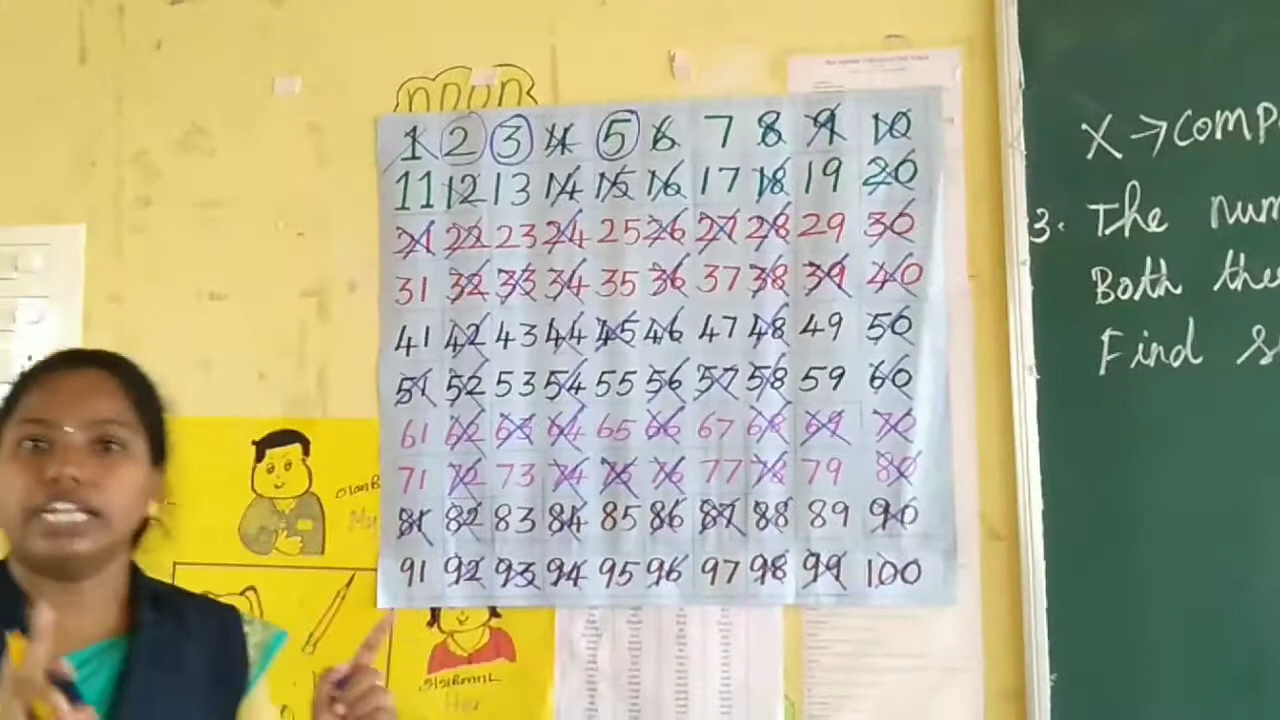 noun
1 2 3 4 5 6 7 8 9 10
11 12 13 14 15 16 17 18 19 20
21 22 23 24 25 26 27 28 29 30
31 32 33 34 35 36 37 38 39 40
41 42 43 44 45 46 47 48 49 50
51 52 53 54 55 56 57 58 59 60
61 62 63 64 65 66 67 68 69 70
71 72 73 74 75 76 77 78 79 80
81 82 83 84 85 86 87 88 89 90
91 92 93 94 95 96 97 98 99 100
X → comp
3. The num
Both the
Find s
Her